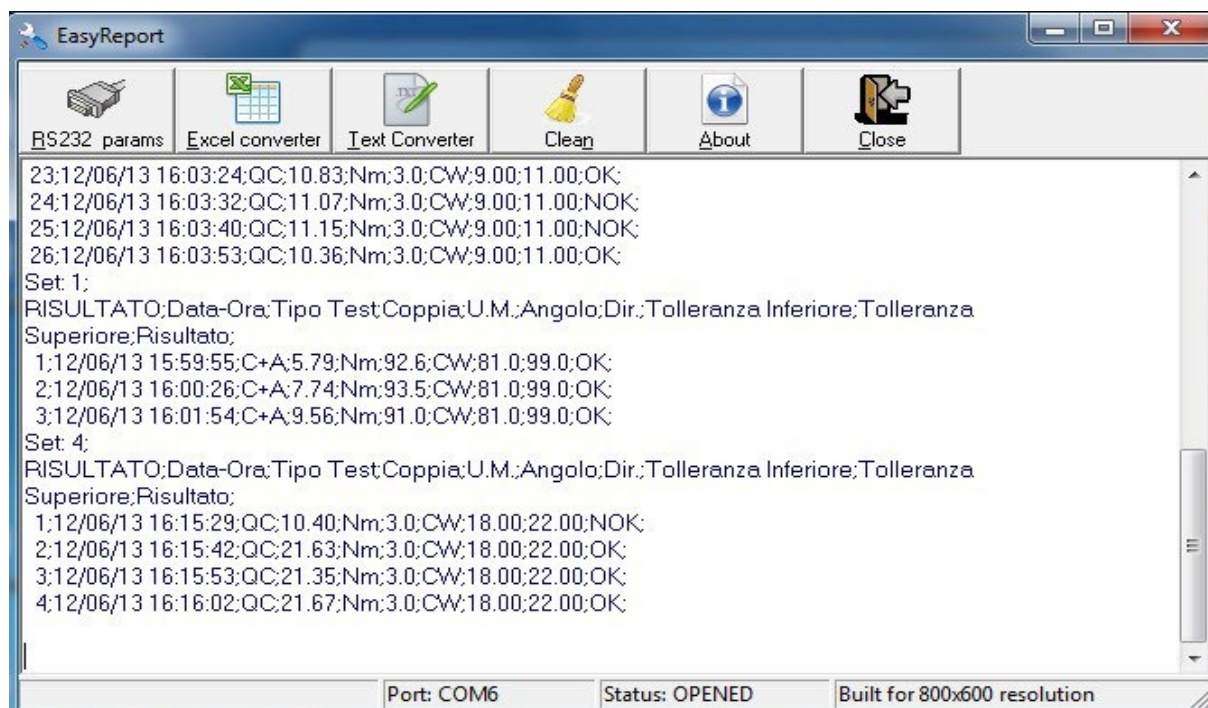 EasyReport
RS232 params Excel converter Text Converter Clean About Close
23;12/06/13 16:03:24;QC;10.83;Nm;3.0;CW;9.00;11.00;OK;
24;12/06/13 16:03:32;QC;11.07;Nm;3.0;CW;9.00;11.00;NOK;
25;12/06/13 16:03:40;QC;11.15;Nm;3.0;CW;9.00;11.00;NOK;
26;12/06/13 16:03:53;QC;10.36;Nm;3.0;CW;9.00;11.00;OK;
Set: 1;
RISULTATO;Data-Ora;Tipo Test;Coppia;U.M.;Angolo;Dir.;Tolleranza Inferiore;Tolleranza
Superiore;Risultato;
1;12/06/13 15:59:55;C+A;5.79;Nm;92.6;CW;81.0;99.0;OK;
2;12/06/13 16:00:26;C+A;7.74;Nm;93.5;CW;81.0;99.0;OK;
3;12/06/13 16:01:54;C+A;9.56;Nm;91.0;CW;81.0;99.0;OK;
Set: 4;
RISULTATO;Data-Ora;Tipo Test;Coppia;U.M.;Angolo;Dir.;Tolleranza Inferiore;Tolleranza
Superiore;Risultato;
1;12/06/13 16:15:29;QC;10.40;Nm;3.0;CW;18.00;22.00;NOK;
2;12/06/13 16:15:42;QC;21.63;Nm;3.0;CW;18.00;22.00;OK;
3;12/06/13 16:15:53;QC;21.35;Nm;3.0;CW;18.00;22.00;OK;
4;12/06/13 16:16:02;QC;21.67;Nm;3.0;CW;18.00;22.00;OK;
Port: COM6 Status: OPENED Built for 800x600 resolution